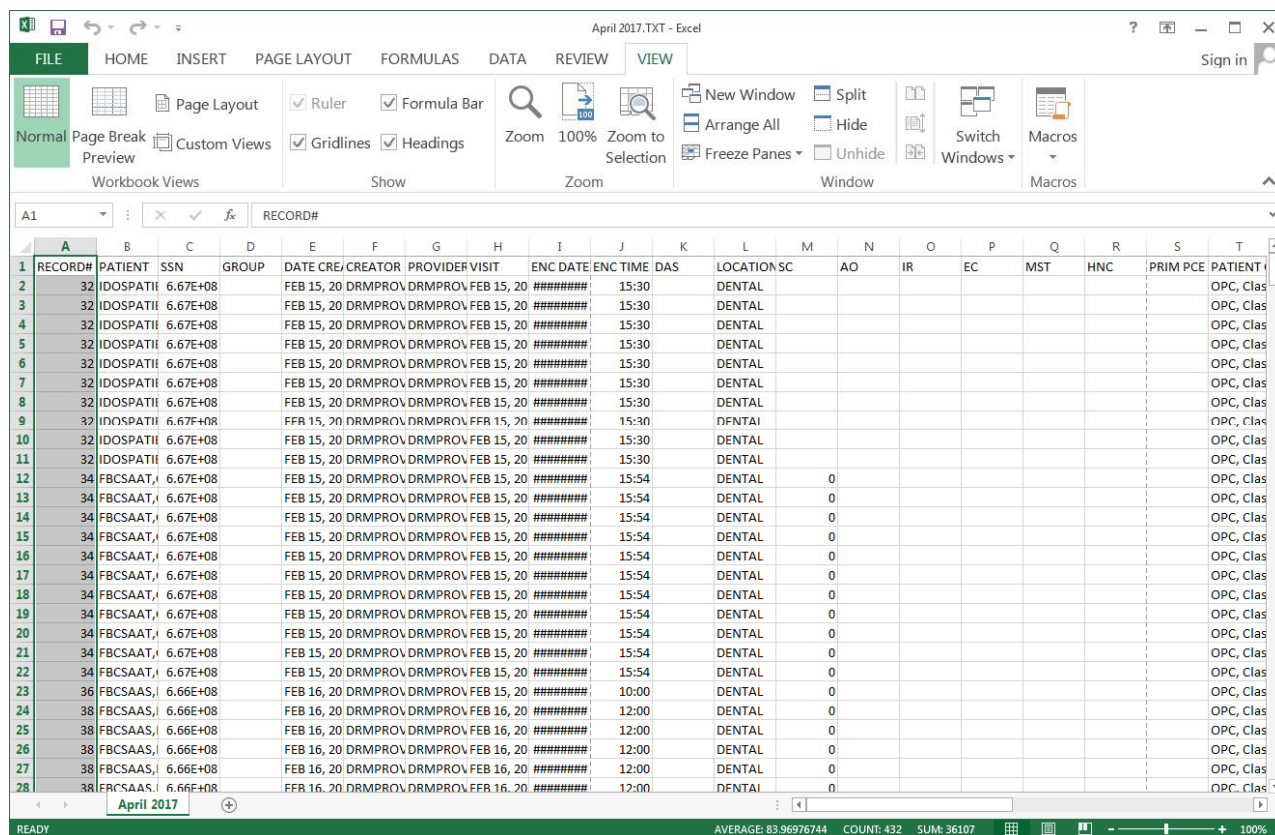 April 2017.TXT - Excel
FILE HOME INSERT PAGE LAYOUT FORMULAS DATA REVIEW VIEW Sign in
Normal Page Break Preview Page Layout Custom Views
Workbook Views
Ruler Formula Bar
Gridlines Headings
Show
Zoom 100% Zoom to Selection
Zoom
New Window Split
Arrange All Hide
Freeze Panes Unhide
Switch Windows
Window
Macros
Macros
A1 fx RECORD#
A B C D E F G H I J K L M N O P Q R S T
1 RECORD# PATIENT SSN GROUP DATE CREA CREATOR PROVIDER VISIT ENC DATE ENC TIME DAS LOCATION SC AO IR EC MST HNC PRIM PCE PATIENT
2 32 IDOSPATIE 6.67E+08 FEB 15, 20 DRMPROV DRMPROV FEB 15, 20 ######## 15:30 DENTAL OPC, Clas
3 32 IDOSPATIE 6.67E+08 FEB 15, 20 DRMPROV DRMPROV FEB 15, 20 ######## 15:30 DENTAL OPC, Clas
4 32 IDOSPATIE 6.67E+08 FEB 15, 20 DRMPROV DRMPROV FEB 15, 20 ######## 15:30 DENTAL OPC, Clas
5 32 IDOSPATIE 6.67E+08 FEB 15, 20 DRMPROV DRMPROV FEB 15, 20 ######## 15:30 DENTAL OPC, Clas
6 32 IDOSPATIE 6.67E+08 FEB 15, 20 DRMPROV DRMPROV FEB 15, 20 ######## 15:30 DENTAL OPC, Clas
7 32 IDOSPATIE 6.67E+08 FEB 15, 20 DRMPROV DRMPROV FEB 15, 20 ######## 15:30 DENTAL OPC, Clas
8 32 IDOSPATIE 6.67E+08 FEB 15, 20 DRMPROV DRMPROV FEB 15, 20 ######## 15:30 DENTAL OPC, Clas
9 32 IDOSPATIE 6.67E+08 FEB 15, 20 DRMPROV DRMPROV FEB 15, 20 ######## 15:30 DENTAL OPC, Clas
10 32 IDOSPATIE 6.67E+08 FEB 15, 20 DRMPROV DRMPROV FEB 15, 20 ######## 15:30 DENTAL OPC, Clas
11 32 IDOSPATIE 6.67E+08 FEB 15, 20 DRMPROV DRMPROV FEB 15, 20 ######## 15:30 DENTAL OPC, Clas
12 34 FBCSAAT, 6.67E+08 FEB 15, 20 DRMPROV DRMPROV FEB 15, 20 ######## 15:54 DENTAL 0 OPC, Clas
13 34 FBCSAAT, 6.67E+08 FEB 15, 20 DRMPROV DRMPROV FEB 15, 20 ######## 15:54 DENTAL 0 OPC, Clas
14 34 FBCSAAT, 6.67E+08 FEB 15, 20 DRMPROV DRMPROV FEB 15, 20 ######## 15:54 DENTAL 0 OPC, Clas
15 34 FBCSAAT, 6.67E+08 FEB 15, 20 DRMPROV DRMPROV FEB 15, 20 ######## 15:54 DENTAL 0 OPC, Clas
16 34 FBCSAAT, 6.67E+08 FEB 15, 20 DRMPROV DRMPROV FEB 15, 20 ######## 15:54 DENTAL 0 OPC, Clas
17 34 FBCSAAT, 6.67E+08 FEB 15, 20 DRMPROV DRMPROV FEB 15, 20 ######## 15:54 DENTAL 0 OPC, Clas
18 34 FBCSAAT, 6.67E+08 FEB 15, 20 DRMPROV DRMPROV FEB 15, 20 ######## 15:54 DENTAL 0 OPC, Clas
19 34 FBCSAAT, 6.67E+08 FEB 15, 20 DRMPROV DRMPROV FEB 15, 20 ######## 15:54 DENTAL 0 OPC, Clas
20 34 FBCSAAT, 6.67E+08 FEB 15, 20 DRMPROV DRMPROV FEB 15, 20 ######## 15:54 DENTAL 0 OPC, Clas
21 34 FBCSAAT, 6.67E+08 FEB 15, 20 DRMPROV DRMPROV FEB 15, 20 ######## 15:54 DENTAL 0 OPC, Clas
22 34 FBCSAAT, 6.67E+08 FEB 15, 20 DRMPROV DRMPROV FEB 15, 20 ######## 15:54 DENTAL 0 OPC, Clas
23 36 FBCSAAS, 6.66E+08 FEB 16, 20 DRMPROV DRMPROV FEB 15, 20 ######## 10:00 DENTAL 0 OPC, Clas
24 38 FBCSAAS, 6.66E+08 FEB 16, 20 DRMPROV DRMPROV FEB 16, 20 ######## 12:00 DENTAL 0 OPC, Clas
25 38 FBCSAAS, 6.66E+08 FEB 16, 20 DRMPROV DRMPROV FEB 16, 20 ######## 12:00 DENTAL 0 OPC, Clas
26 38 FBCSAAS, 6.66E+08 FEB 16, 20 DRMPROV DRMPROV FEB 16, 20 ######## 12:00 DENTAL 0 OPC, Clas
27 38 FBCSAAS, 6.66E+08 FEB 16, 20 DRMPROV DRMPROV FEB 16, 20 ######## 12:00 DENTAL 0 OPC, Clas
28 38 FBCSAAS, 6.66E+08 FEB 16, 20 DRMPROV DRMPROV FEB 16, 20 ######## 12:00 DENTAL 0 OPC, Clas
April 2017
READY AVERAGE: 83.96976744 COUNT: 432 SUM: 36107 100%